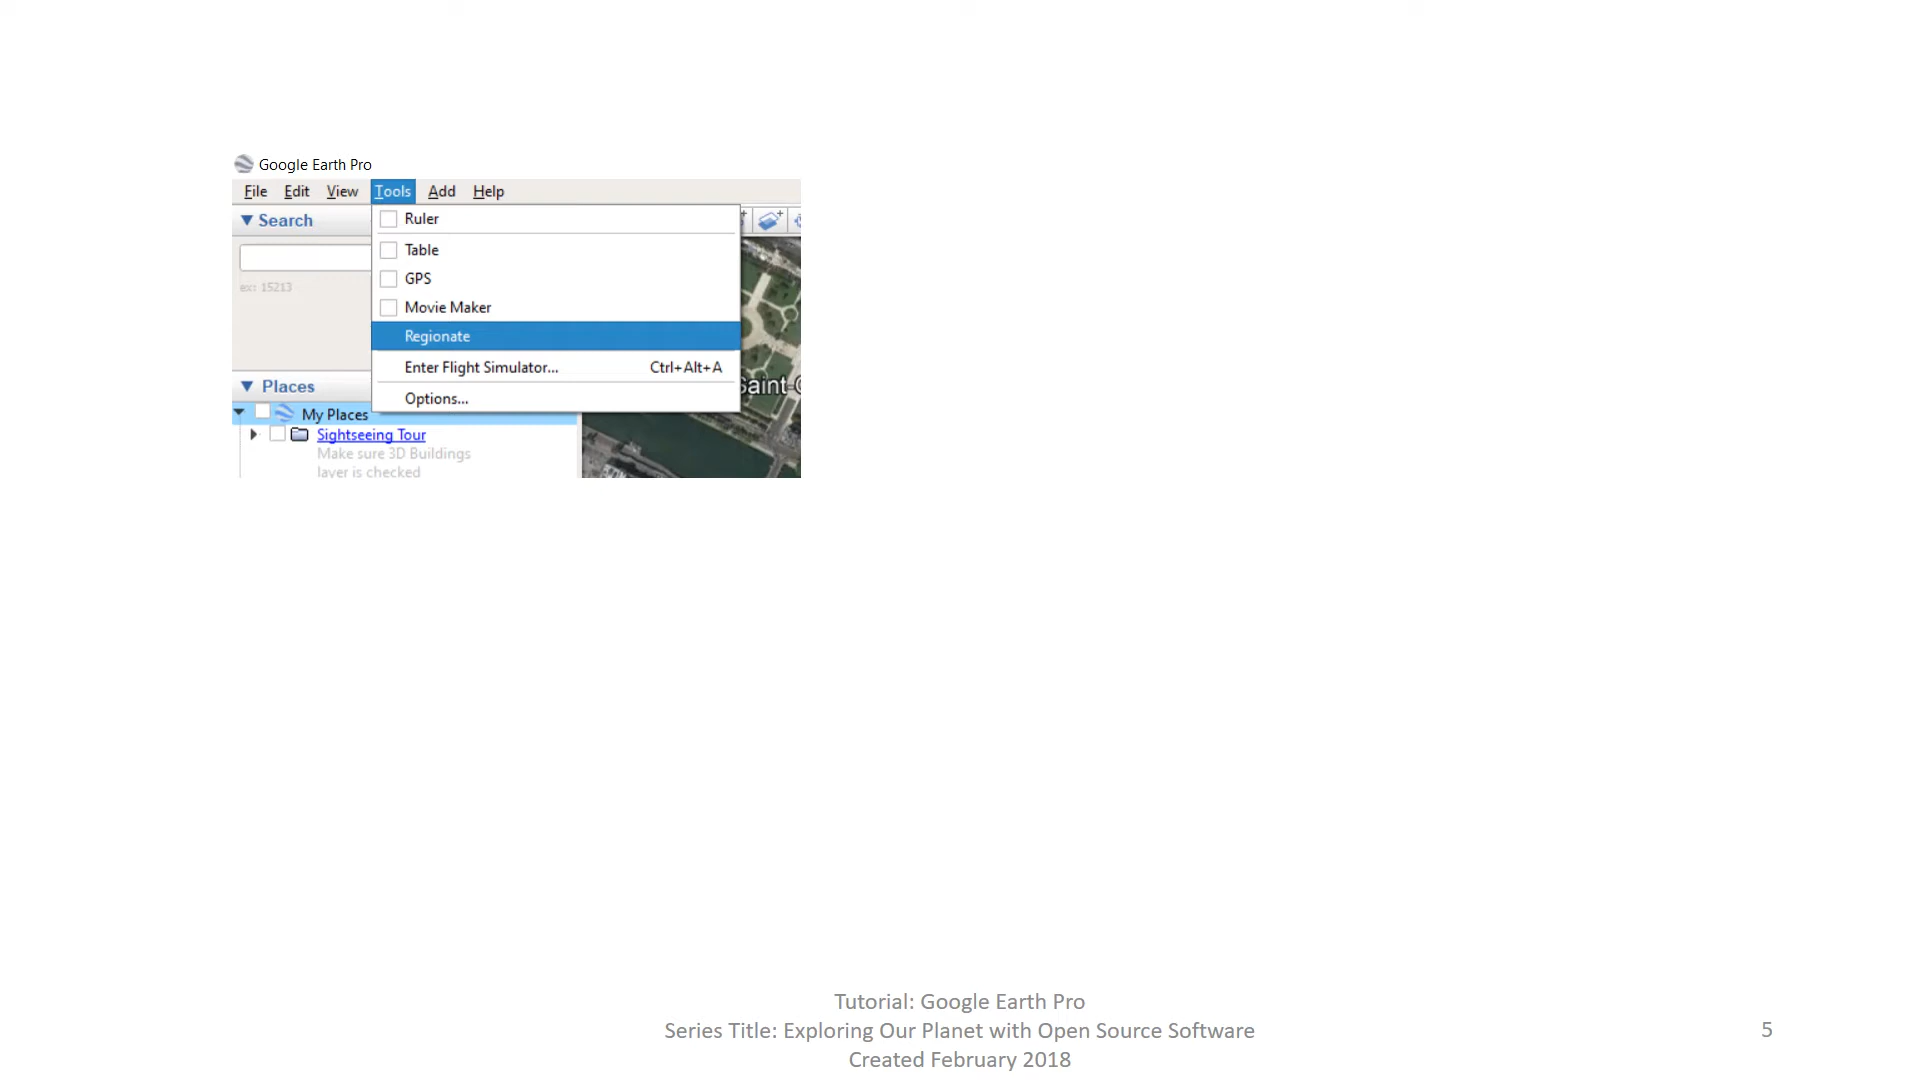 Google Earth Pro
File Edit View Tools Add Help
Search
Ruler
Table
GPS
ext 15213
Movie Maker
Regionate
Enter Flight Simulator... Ctrl+Alt+A
Places
Options...
My Places
Sightseeing Tour
Make sure 3D Buildings
layer is checked
Saint-
Tutorial: Google Earth Pro
Series Title: Exploring Our Planet with Open Source Software
Created February 2018
5